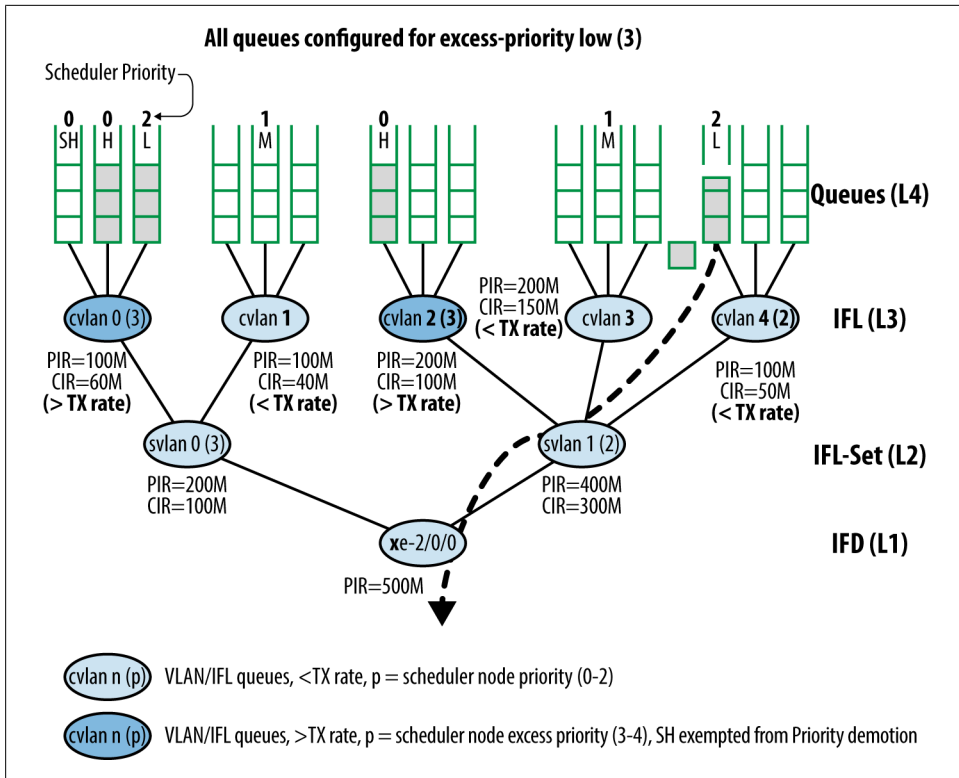 All queues configured for excess-priority low (3)
Scheduler Priority
0 0 2 1 0 1 2
SH H L M H M L
Queues (L4)
cvlan 0 (3) cvlan 1 cvlan 2 (3) cvlan 3 cvlan 4 (2) IFL (L3)
PIR=100M
CIR=60M
(> TX rate)
PIR=100M
CIR=40M
(< TX rate)
PIR=200M
CIR=100M
(> TX rate)
PIR=200M
CIR=150M
(< TX rate)
PIR=100M
CIR=50M
(< TX rate)
svlan 0 (3) svlan 1 (2) IFL-Set (L2)
PIR=200M
CIR=100M
PIR=400M
CIR=300M
xe-2/0/0 IFD (L1)
PIR=500M
cvlan n (p) VLAN/IFL queues, <TX rate, p = scheduler node priority (0-2)
cvlan n (p) VLAN/IFL queues, >TX rate, p = scheduler node excess priority (3-4), SH exempted from Priority demotion